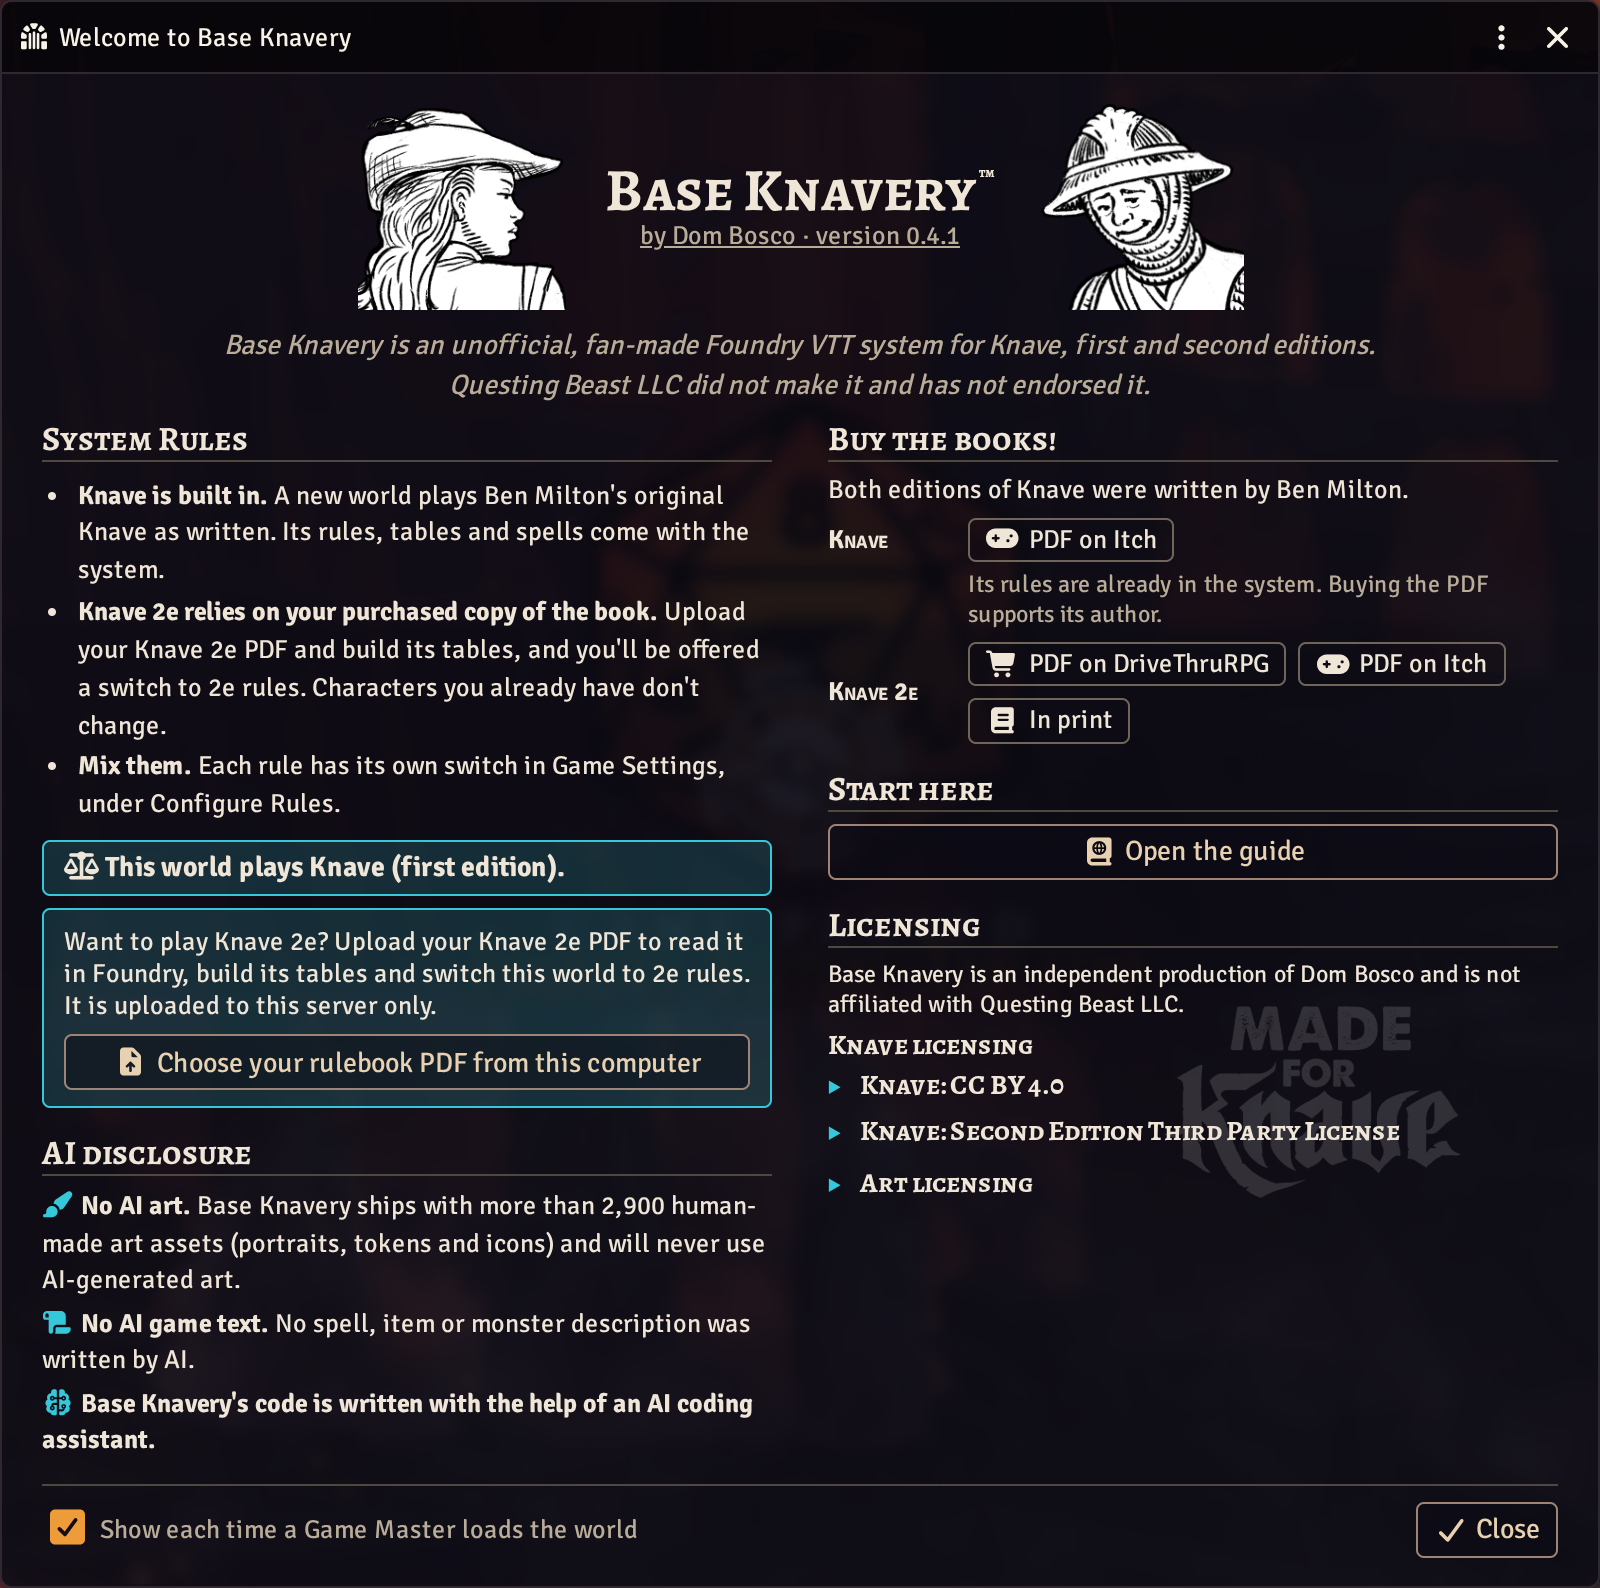 Welcome to Base Knavery
Base Knavery™
by Dom Bosco · version 0.4.1
Base Knavery is an unofficial, fan-made Foundry VTT system for Knave, first and second editions.
Questing Beast LLC did not make it and has not endorsed it.
System Rules
• Knave is built in. A new world plays Ben Milton's original
Knave as written. Its rules, tables and spells come with the
system.
• Knave 2e relies on your purchased copy of the book. Upload
your Knave 2e PDF and build its tables, and you'll be offered
a switch to 2e rules. Characters you already have don't
change.
• Mix them. Each rule has its own switch in Game Settings,
under Configure Rules.
This world plays Knave (first edition).
Want to play Knave 2e? Upload your Knave 2e PDF to read it
in Foundry, build its tables and switch this world to 2e rules.
It is uploaded to this server only.
Choose your rulebook PDF from this computer
AI disclosure
No AI art. Base Knavery ships with more than 2,900 human-
made art assets (portraits, tokens and icons) and will never use
AI-generated art.
No AI game text. No spell, item or monster description was
written by AI.
Base Knavery's code is written with the help of an AI coding
assistant.
Buy the books!
Both editions of Knave were written by Ben Milton.
Knave
PDF on Itch
Its rules are already in the system. Buying the PDF
supports its author.
Knave 2e
PDF on DriveThruRPG
PDF on Itch
In print
Start here
Open the guide
Licensing
Base Knavery is an independent production of Dom Bosco and is not
affiliated with Questing Beast LLC.
Knave licensing
Knave: CC BY 4.0
Knave: Second Edition Third Party License
Art licensing
MADE
FOR
Knave
Show each time a Game Master loads the world
Close